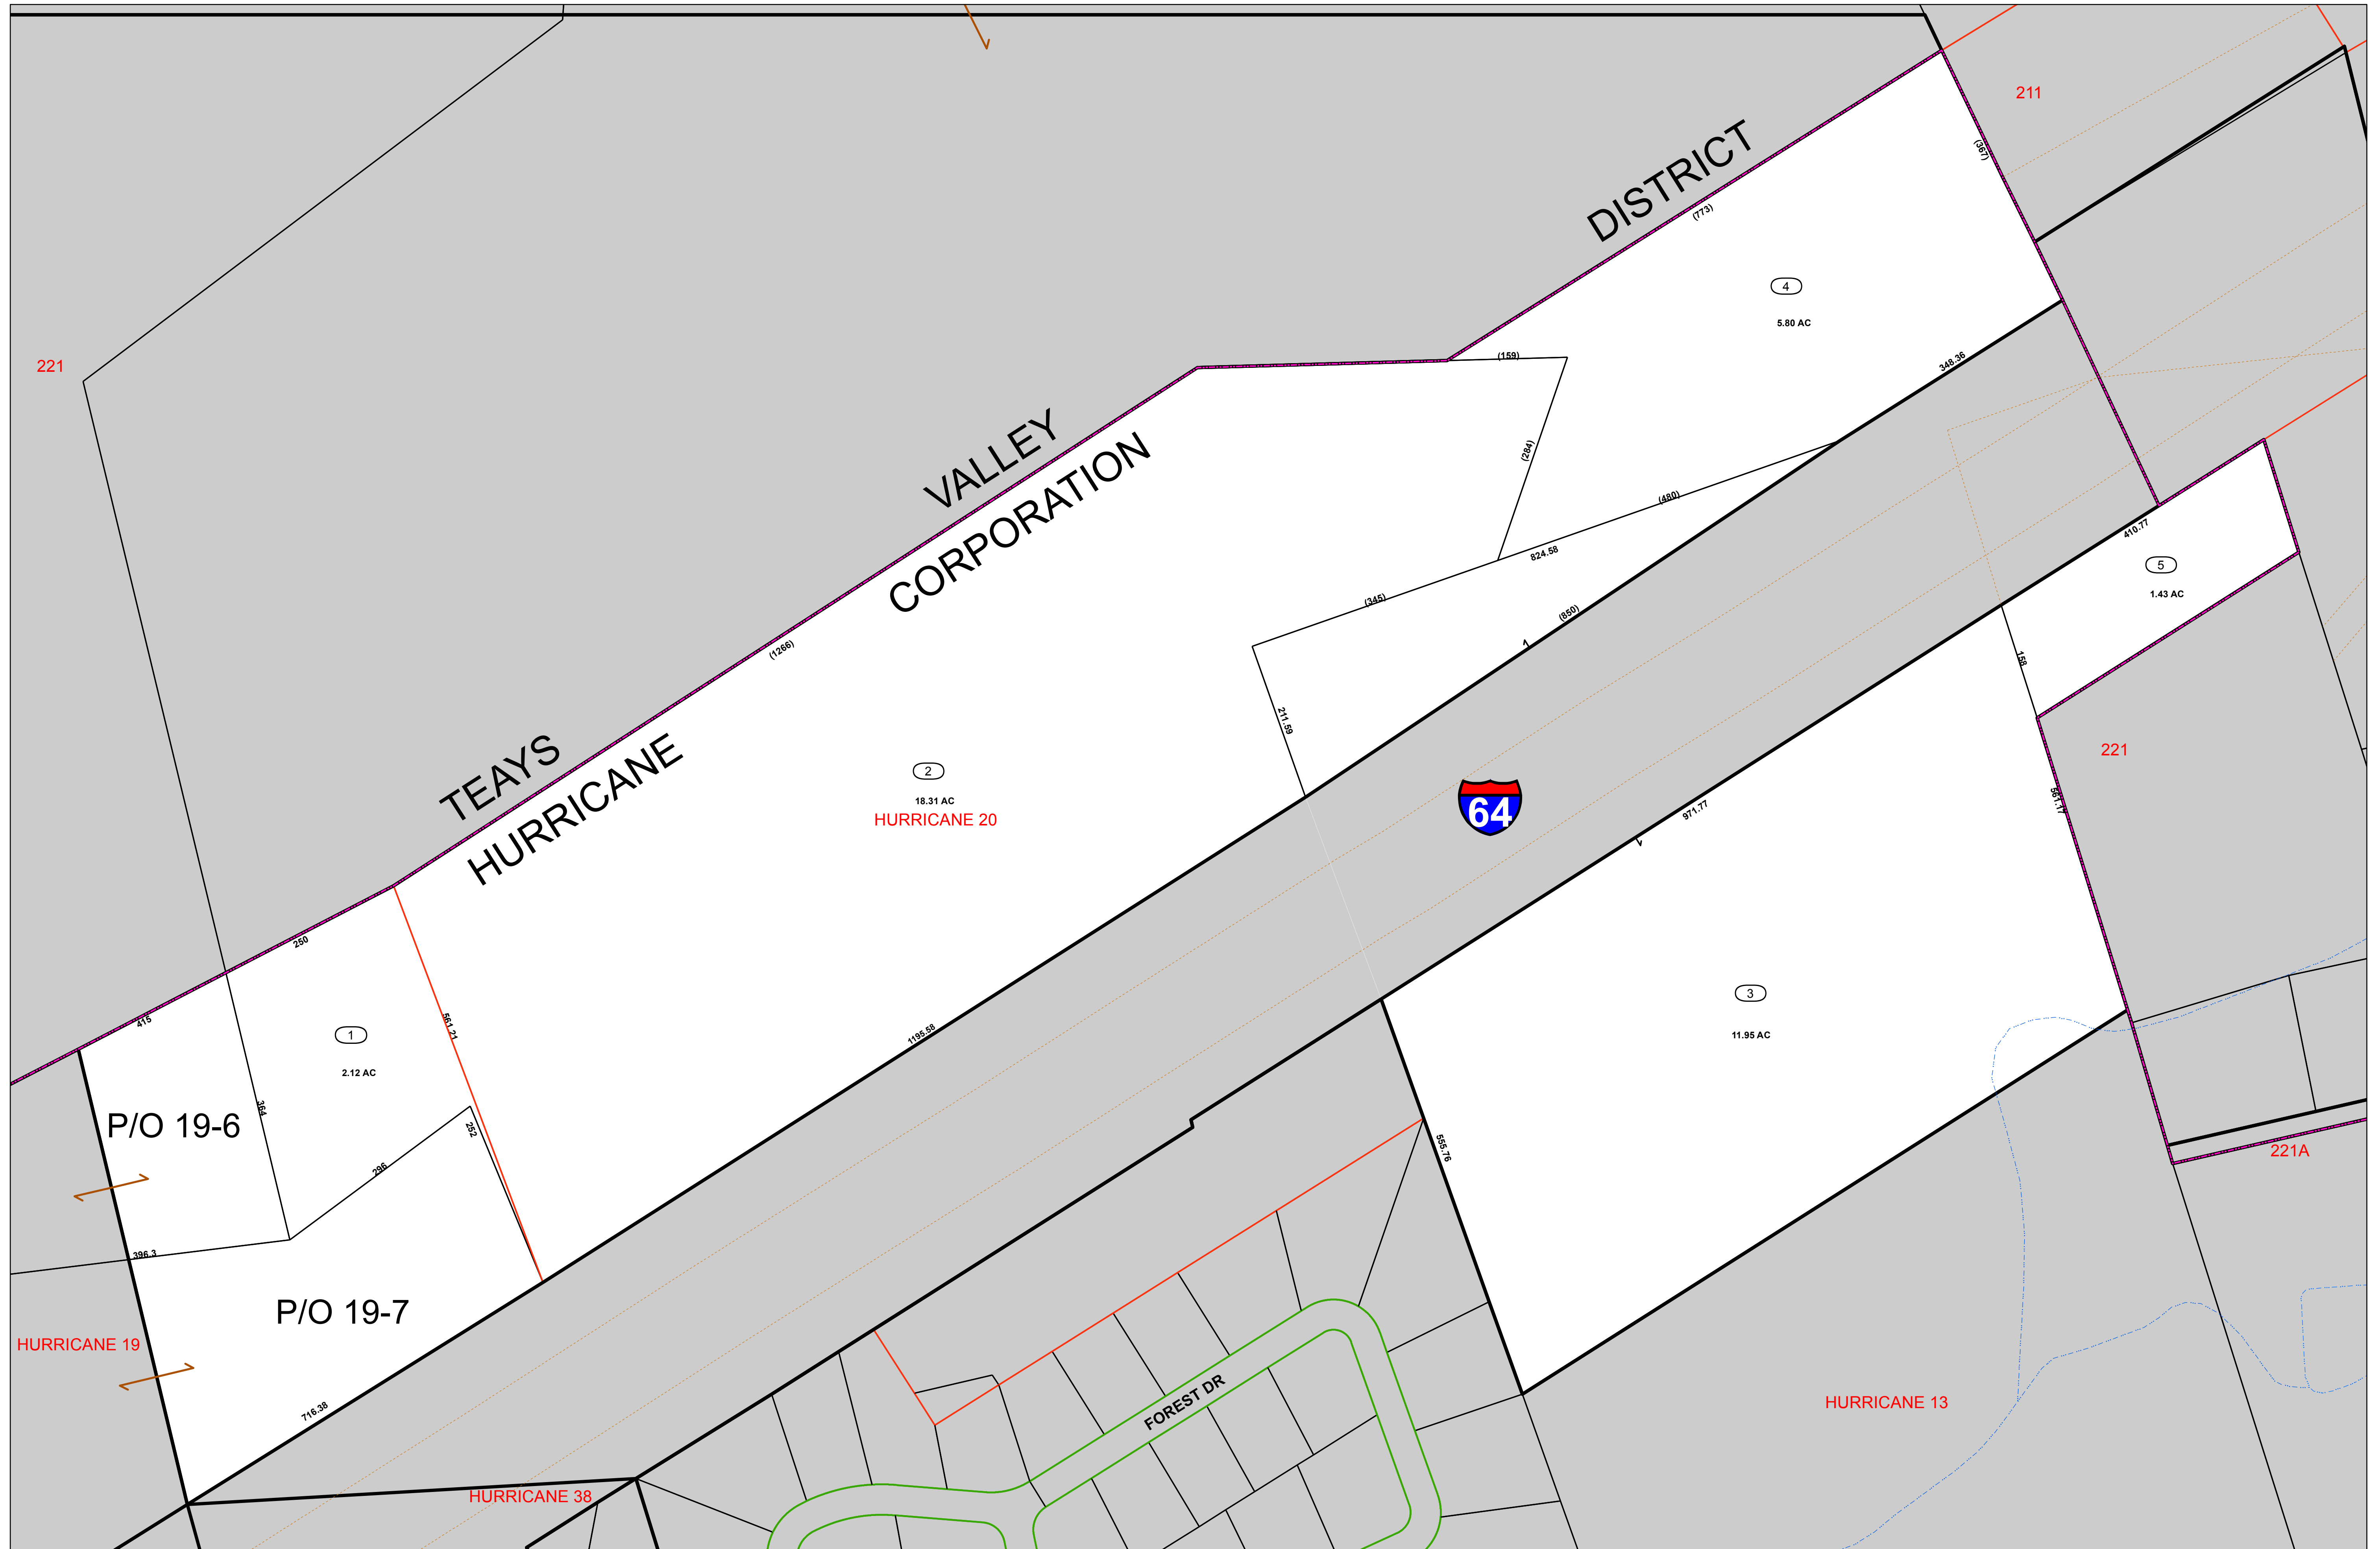 211
DISTRICT
(367)
(773)
4
5.80 AC
(159)
348.36
221
VALLEY
CORPORATION
(284)
(480)
410.77
824.58
5
1.43 AC
(345)
(850)
(1266)
158
211.59
TEAYS
HURRICANE
221
2
18.31 AC
HURRICANE 20
64
971.77
561.17
250
3
415
561.21
1195.58
1
11.95 AC
2.12 AC
364
P/O 19-6
252
555.76
221A
296
396.3
P/O 19-7
HURRICANE 19
FOREST DR
HURRICANE 13
716.38
HURRICANE 38